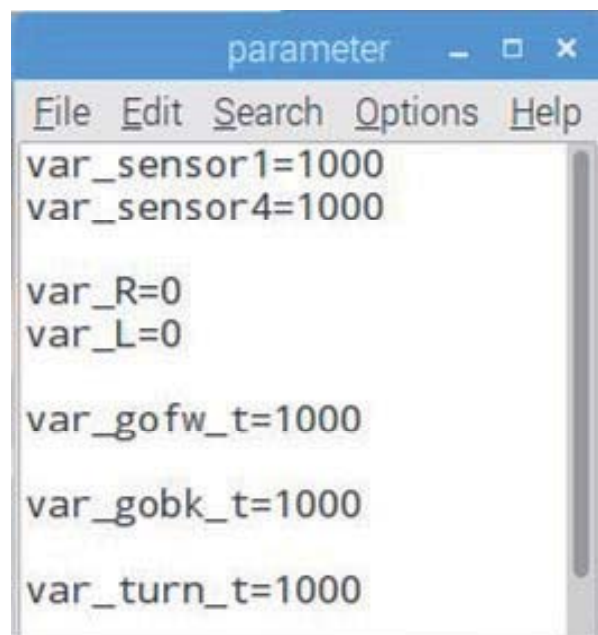 parameter
File Edit Search Options Help
var_sensor1=1000
var_sensor4=1000
var_R=0
var_L=0
var_gofw_t=1000
var_gobk_t=1000
var_turn_t=1000